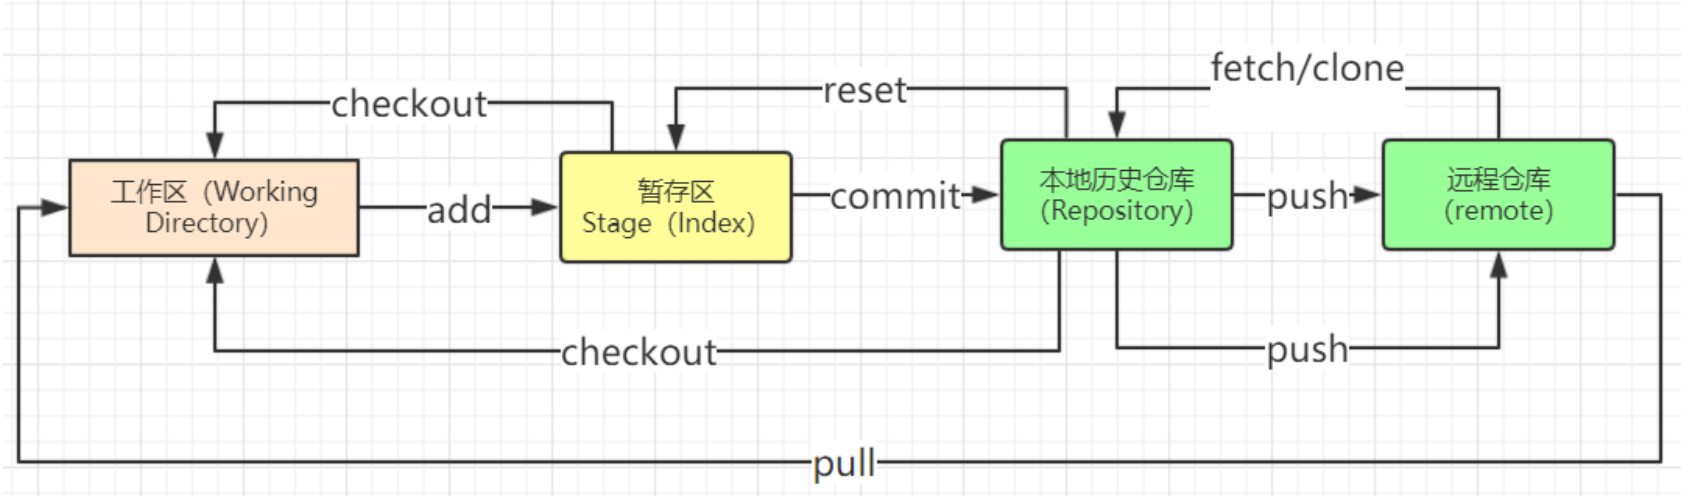 fetch/clone
reset
checkout
工作区（Working
Directory）
add
暂存区
Stage（Index）
commit
本地历史仓库
（Repository）
push
远程仓库
（remote）
checkout
push
pull